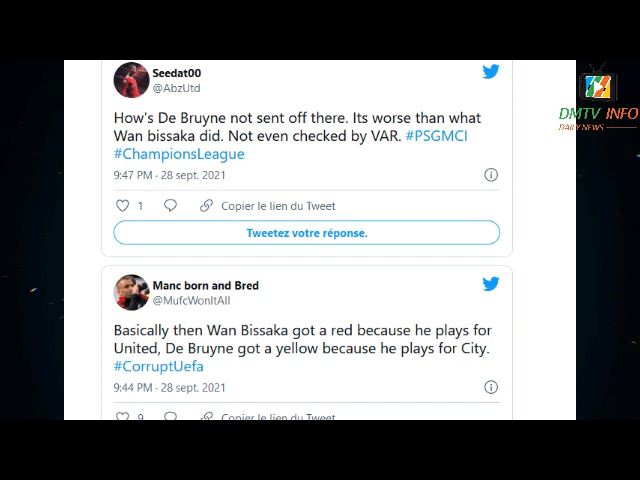 Seedat00
@AbzUtd
DMTV INFO
DAILY NEWS
How's De Bruyne not sent off there. Its worse than what
Wan bissaka did. Not even checked by VAR. #PSGMCI
#ChampionsLeague
9:47 PM · 28 sept. 2021
1
Copier le lien du Tweet
Tweetez votre réponse.
Manc born and Bred
@MufcWonItAll
Basically then Wan Bissaka got a red because he plays for
United, De Bruyne got a yellow because he plays for City.
#CorruptUefa
9:44 PM · 28 sept. 2021
9
Copier le lien du Tweet